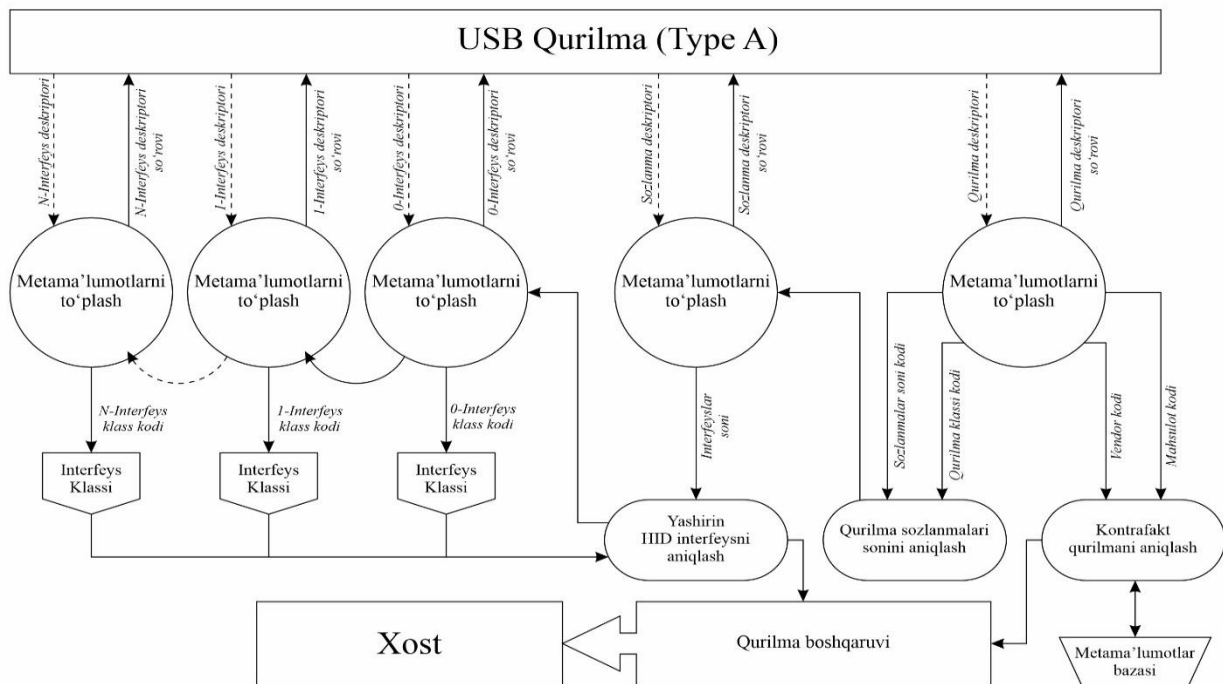 USB Qurilma (Type A)
N-Interfeys deskriptori
N-Interfeys deskriptori
so‘rovi
1-Interfeys deskriptori
1-Interfeys deskriptori
so‘rovi
0-Interfeys deskriptori
0-Interfeys deskriptori
so‘rovi
Sozlanma deskriptori
Sozlanma deskriptori
so‘rovi
Qurilma deskriptori
Qurilma deskriptori
so‘rovi
Metama’lumotlarni
to‘plash
Metama’lumotlarni
to‘plash
Metama’lumotlarni
to‘plash
Metama’lumotlarni
to‘plash
Metama’lumotlarni
to‘plash
N-Interfeys
klass kodi
1-Interfeys
klass kodi
0-Interfeys
klass kodi
Interfeyslar
soni
Sozlanmalar soni kodi
Qurilma klassi kodi
Vendor kodi
Mahsulot kodi
Interfeys
Klassi
Interfeys
Klassi
Interfeys
Klassi
Yashirin
HID interfeysni
aniqlash
Qurilma sozlanmalari
sonini aniqlash
Kontrafakt
qurilmani aniqlash
Xost
Qurilma boshqaruvi
Metama’lumotlar
bazasi